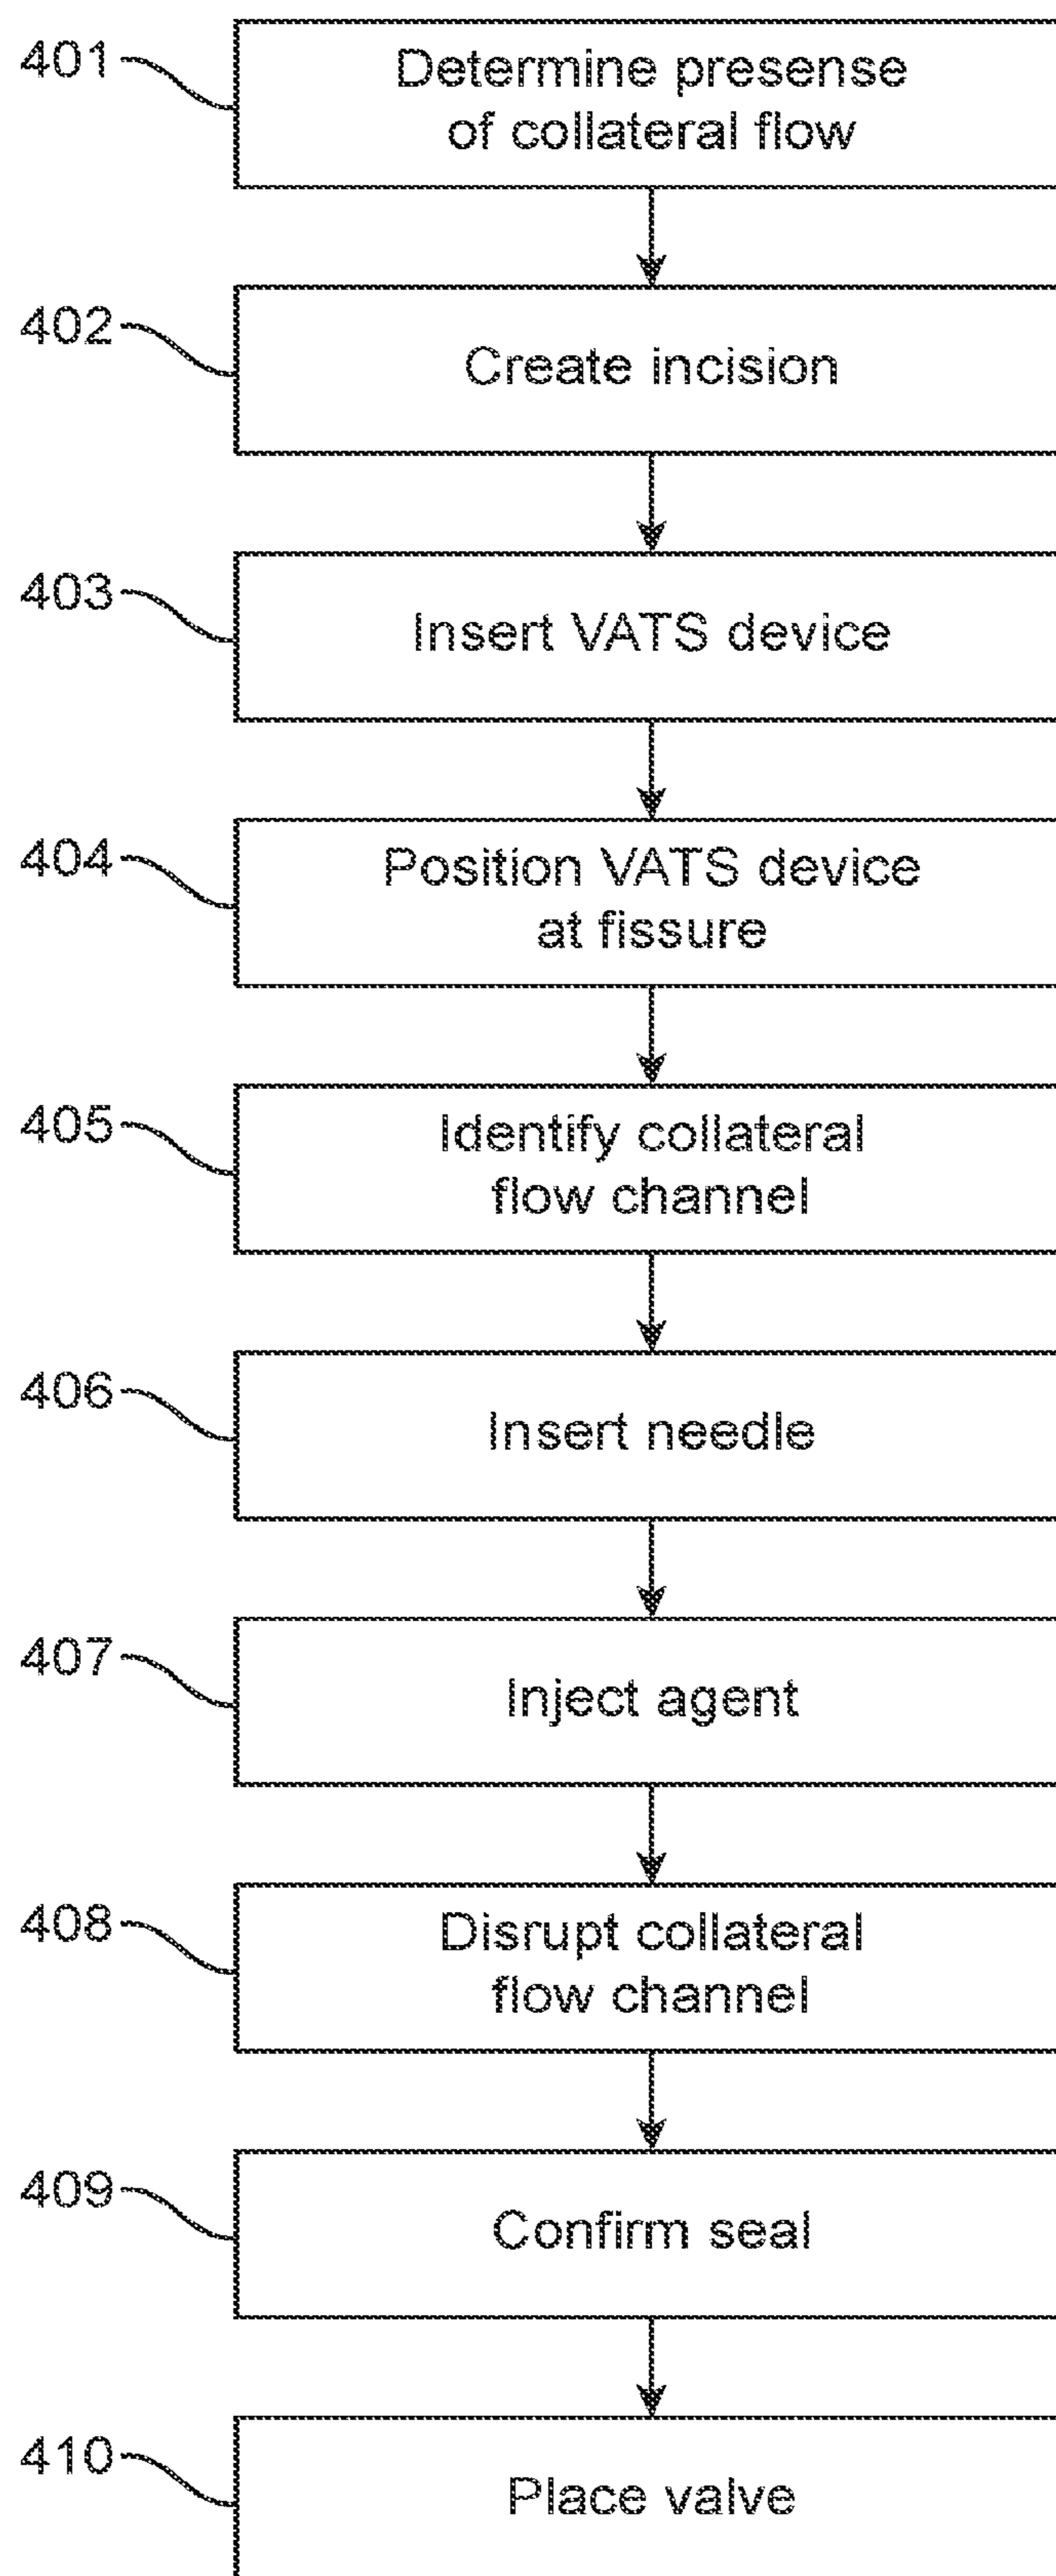 401
Determine presense
of collateral flow
402
Create incision
403
Insert VATS device
404
Position VATS device
at fissure
405
Identify collateral
flow channel
406
Insert needle
407
Inject agent
408
Disrupt collateral
flow channel
409
Confirm seal
410
Place valve